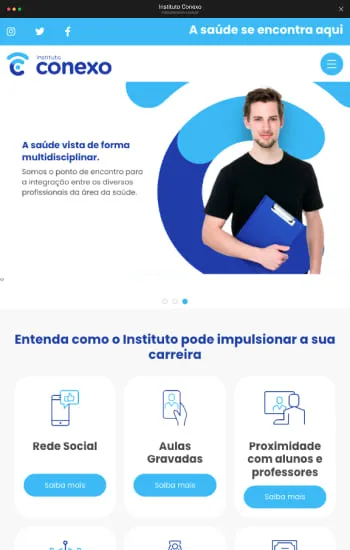 Instituto Conexo
A saúde se encontra aqui
instituto
conexo
A saúde vista de forma
multidisciplinar.
Somos o ponto de encontro para
a integração entre os diversos
profissionais da área da saúde.
Entenda como o Instituto pode impulsionar a sua
carreira
Rede Social
Saiba mais
Aulas
Gravadas
Saiba mais
Proximidade
com alunos e
professores
Saiba mais